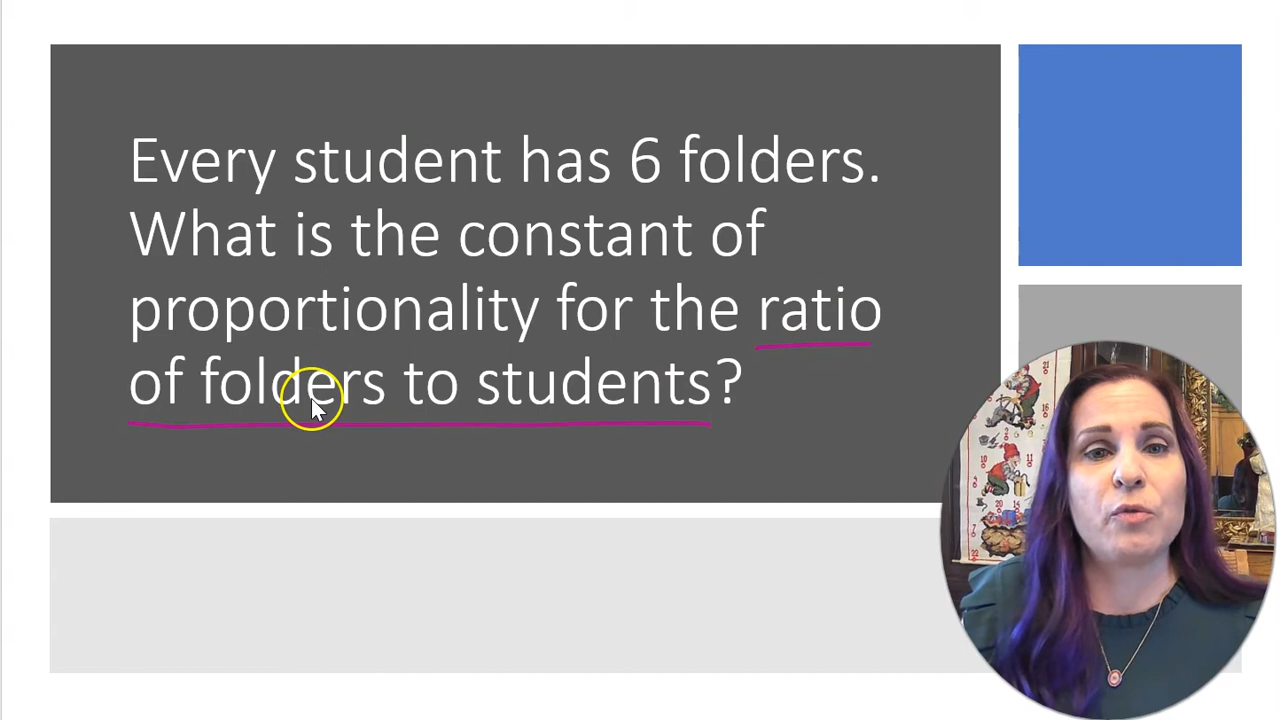 Every student has 6 folders.
What is the constant of
proportionality for the ratio
of folders to students?